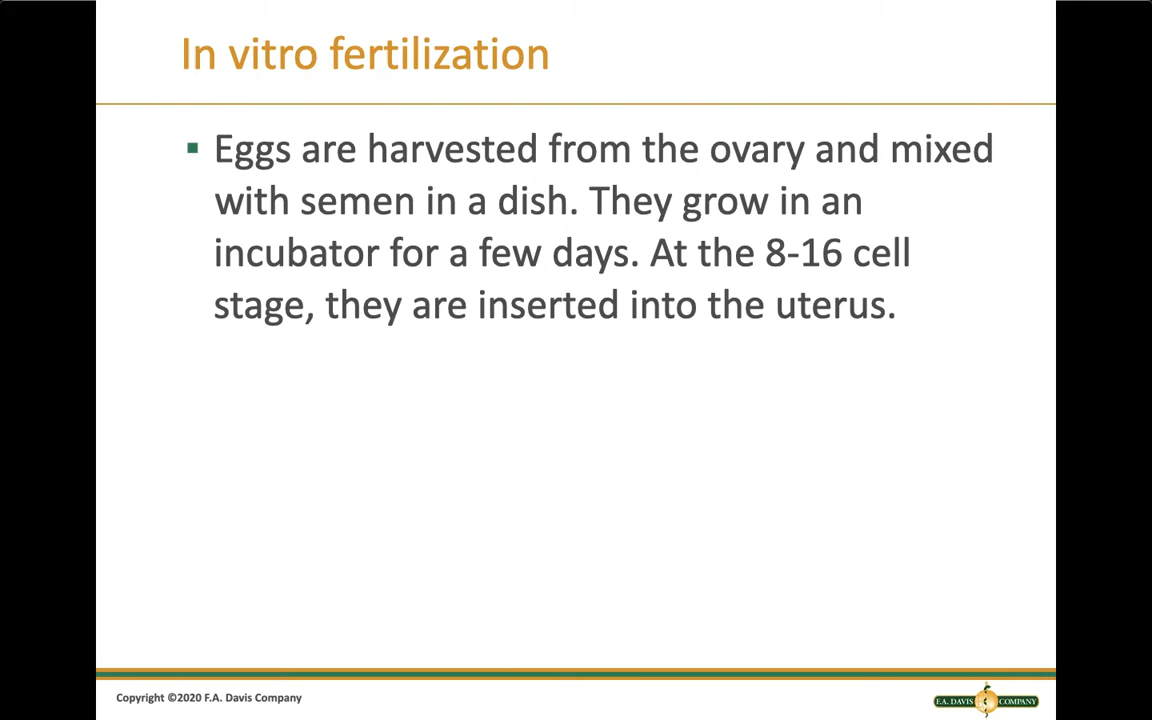 In vitro fertilization
▪ Eggs are harvested from the ovary and mixed
with semen in a dish. They grow in an
incubator for a few days. At the 8-16 cell
stage, they are inserted into the uterus.
Copyright ©2020 F.A. Davis Company
F.A. DAVIS COMPANY